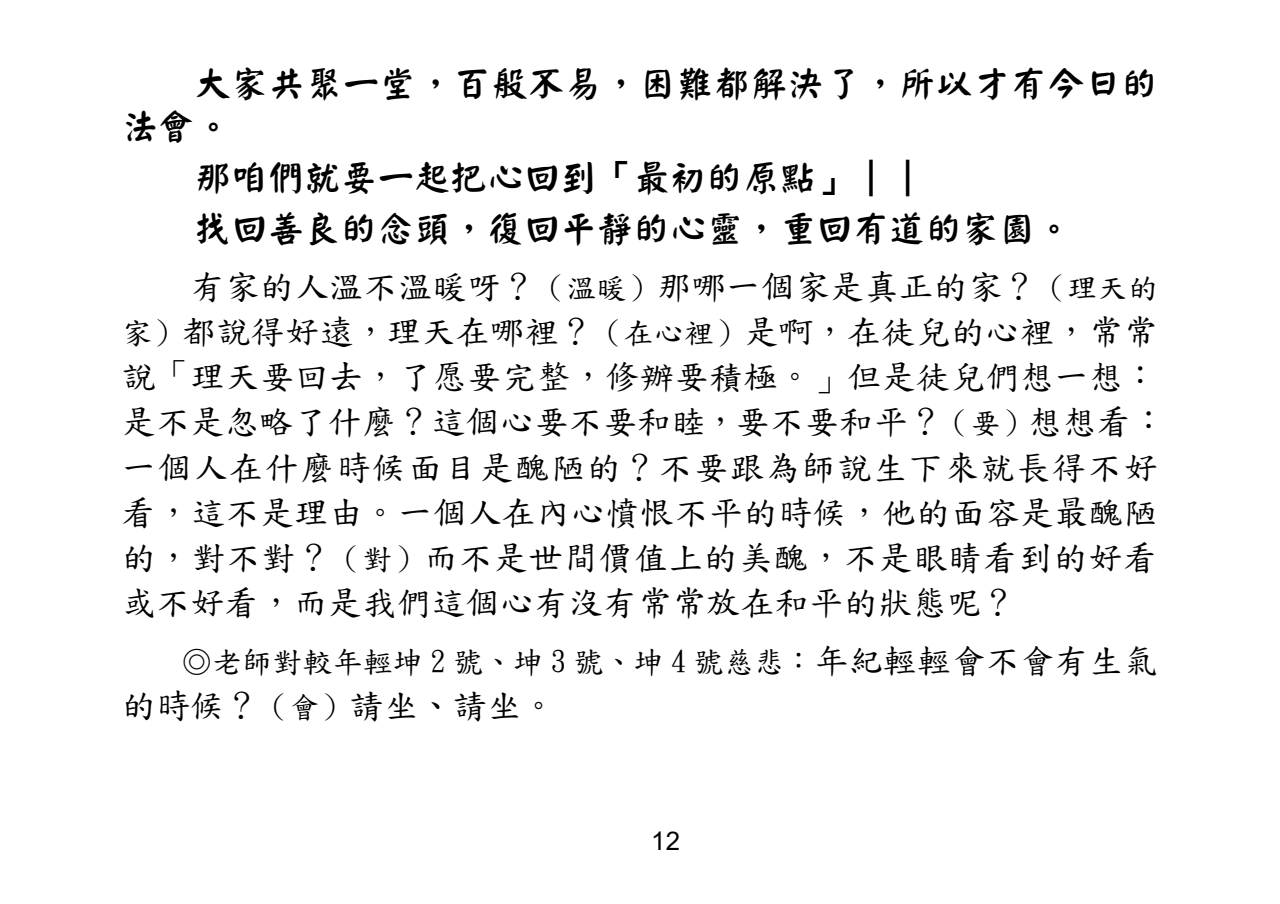 大家共聚一堂，百般不易，困難都解決了，所以才有今日的
法會。
那咱們就要一起把心回到「最初的原點」││
找回善良的念頭，復回平靜的心靈，重回有道的家園。
有家的人溫不溫暖呀？（溫暖）那哪一個家是真正的家？（理天的
家）都說得好遠，理天在哪裡？（在心裡）是啊，在徒兒的心裡，常常
說「理天要回去，了愿要完整，修辦要積極。」但是徒兒們想一想：
是不是忽略了什麼？這個心要不要和睦，要不要和平？（要）想想看：
一個人在什麼時候面目是醜陋的？不要跟為師說生下來就長得不好
看，這不是理由。一個人在內心憤恨不平的時候，他的面容是最醜陋
的，對不對？（對）而不是世間價值上的美醜，不是眼睛看到的好看
或不好看，而是我們這個心有沒有常常放在和平的狀態呢？
◎老師對較年輕坤 2 號、坤 3 號、坤 4 號慈悲：年紀輕輕會不會有生氣
的時候？（會）請坐、請坐。
12